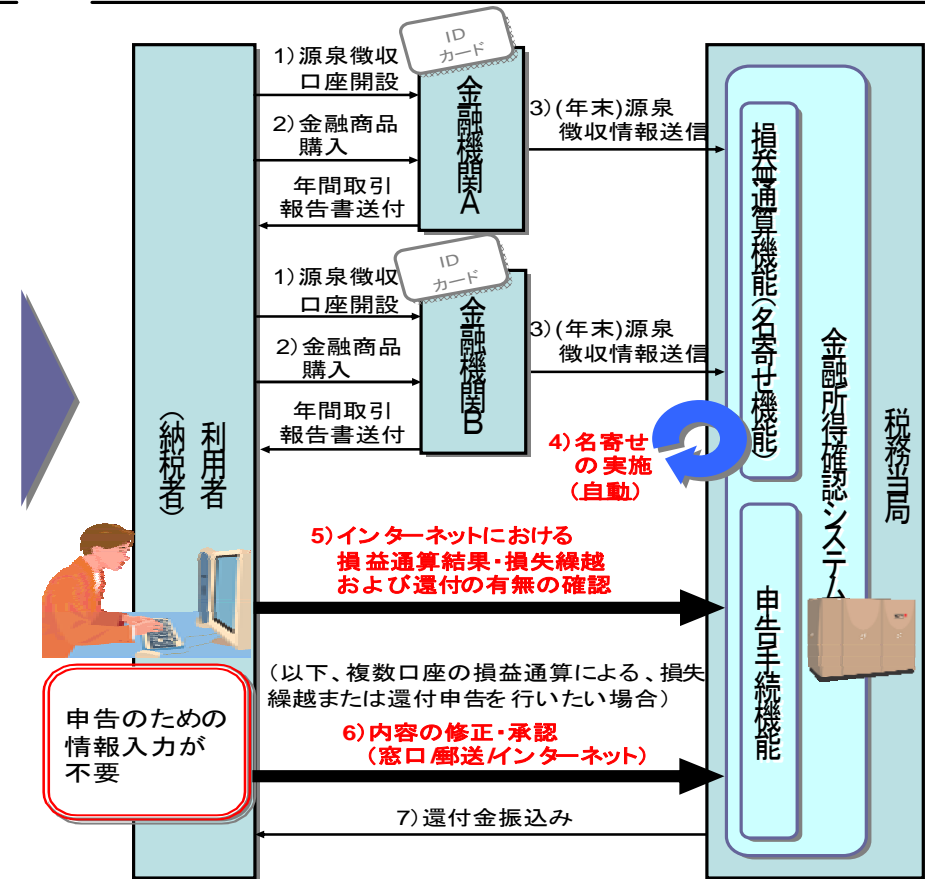 ID
カード
1)源泉徴収
口座開設
2)金融商品
購入
年間取引
報告書送付
金融機関A
3)(年末)源泉
徴収情報送信
ID
カード
1)源泉徴収
口座開設
2)金融商品
購入
年間取引
報告書送付
金融機関B
3)(年末)源泉
徴収情報送信
4)名寄せ
の実施
(自動)
利用者
(納税者)
損益通算機能(名寄せ機能)
金融所得確認システム
税務当局
5)インターネットにおける
損益通算結果・損失繰越
および還付の有無の確認
申告手続機能
(以下、複数口座の損益通算による、損失
繰越または還付申告を行いたい場合)
申告のための
情報入力が
不要
6)内容の修正・承認
(窓口/郵送/インターネット)
7)還付金振込み